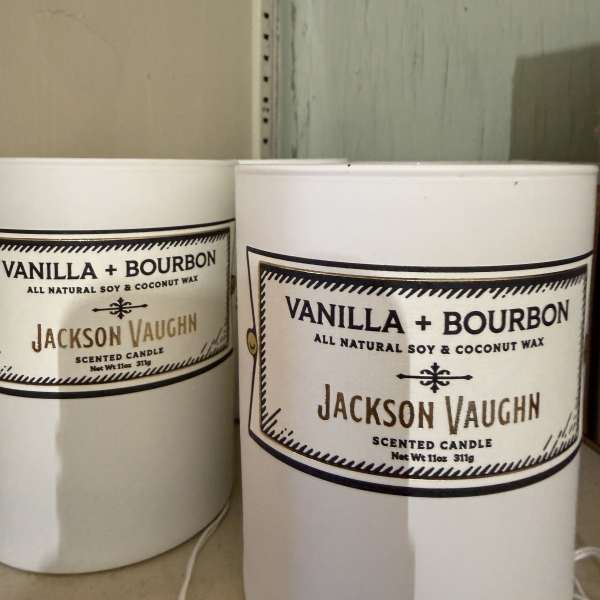 VANILLA + BOURBON
ALL NATURAL SOY & COCONUT WAX
JACKSON VAUGHN
SCENTED CANDLE
Net Wt 11oz 311g
VANILLA + BOURBON
ALL NATURAL SOY & COCONUT WAX
JACKSON VAUGHN
SCENTED CANDLE
Net Wt 11oz 311g